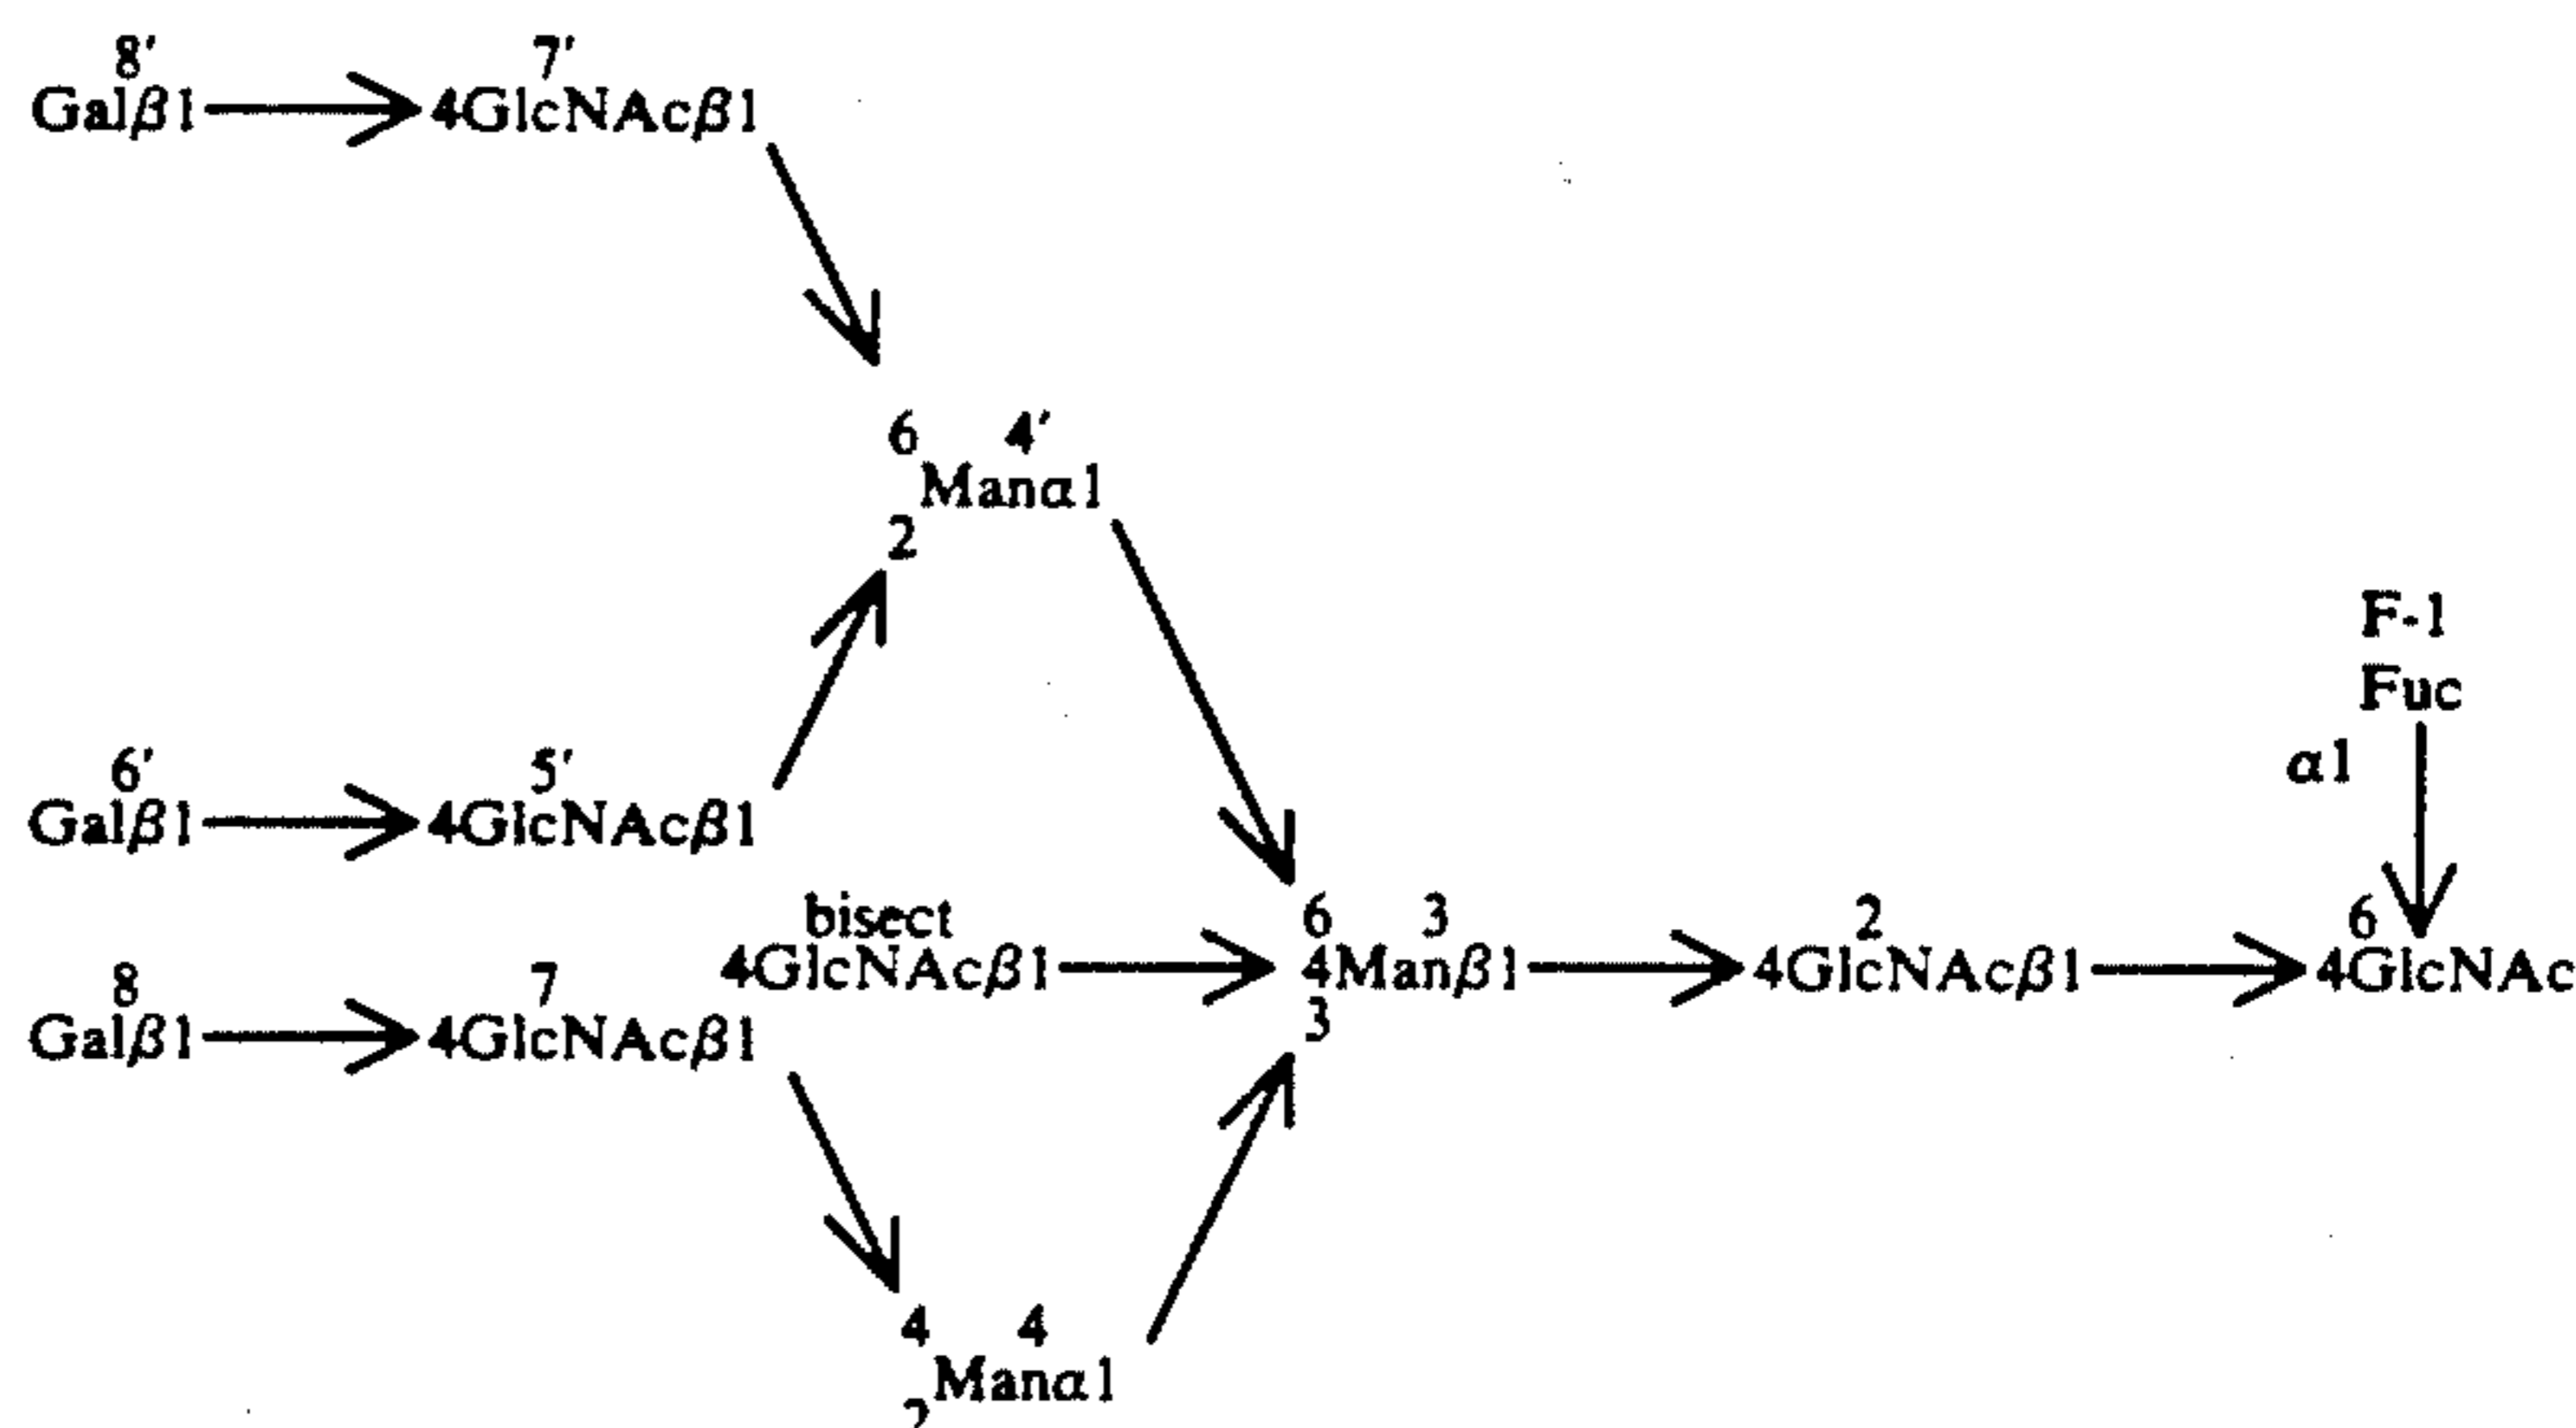 8′ 7′
Galβ1 4GlcNAcβ1
6 4′
Manα1
2
F-1
Fuc
α1
6′ 5′
Galβ1 4GlcNAcβ1
bisect 6 3 2 6
4GlcNAcβ1 4Manβ1 4GlcNAcβ1 4GlcNAc
3
8 7
Galβ1 4GlcNAcβ1
4 4
Manα1
2